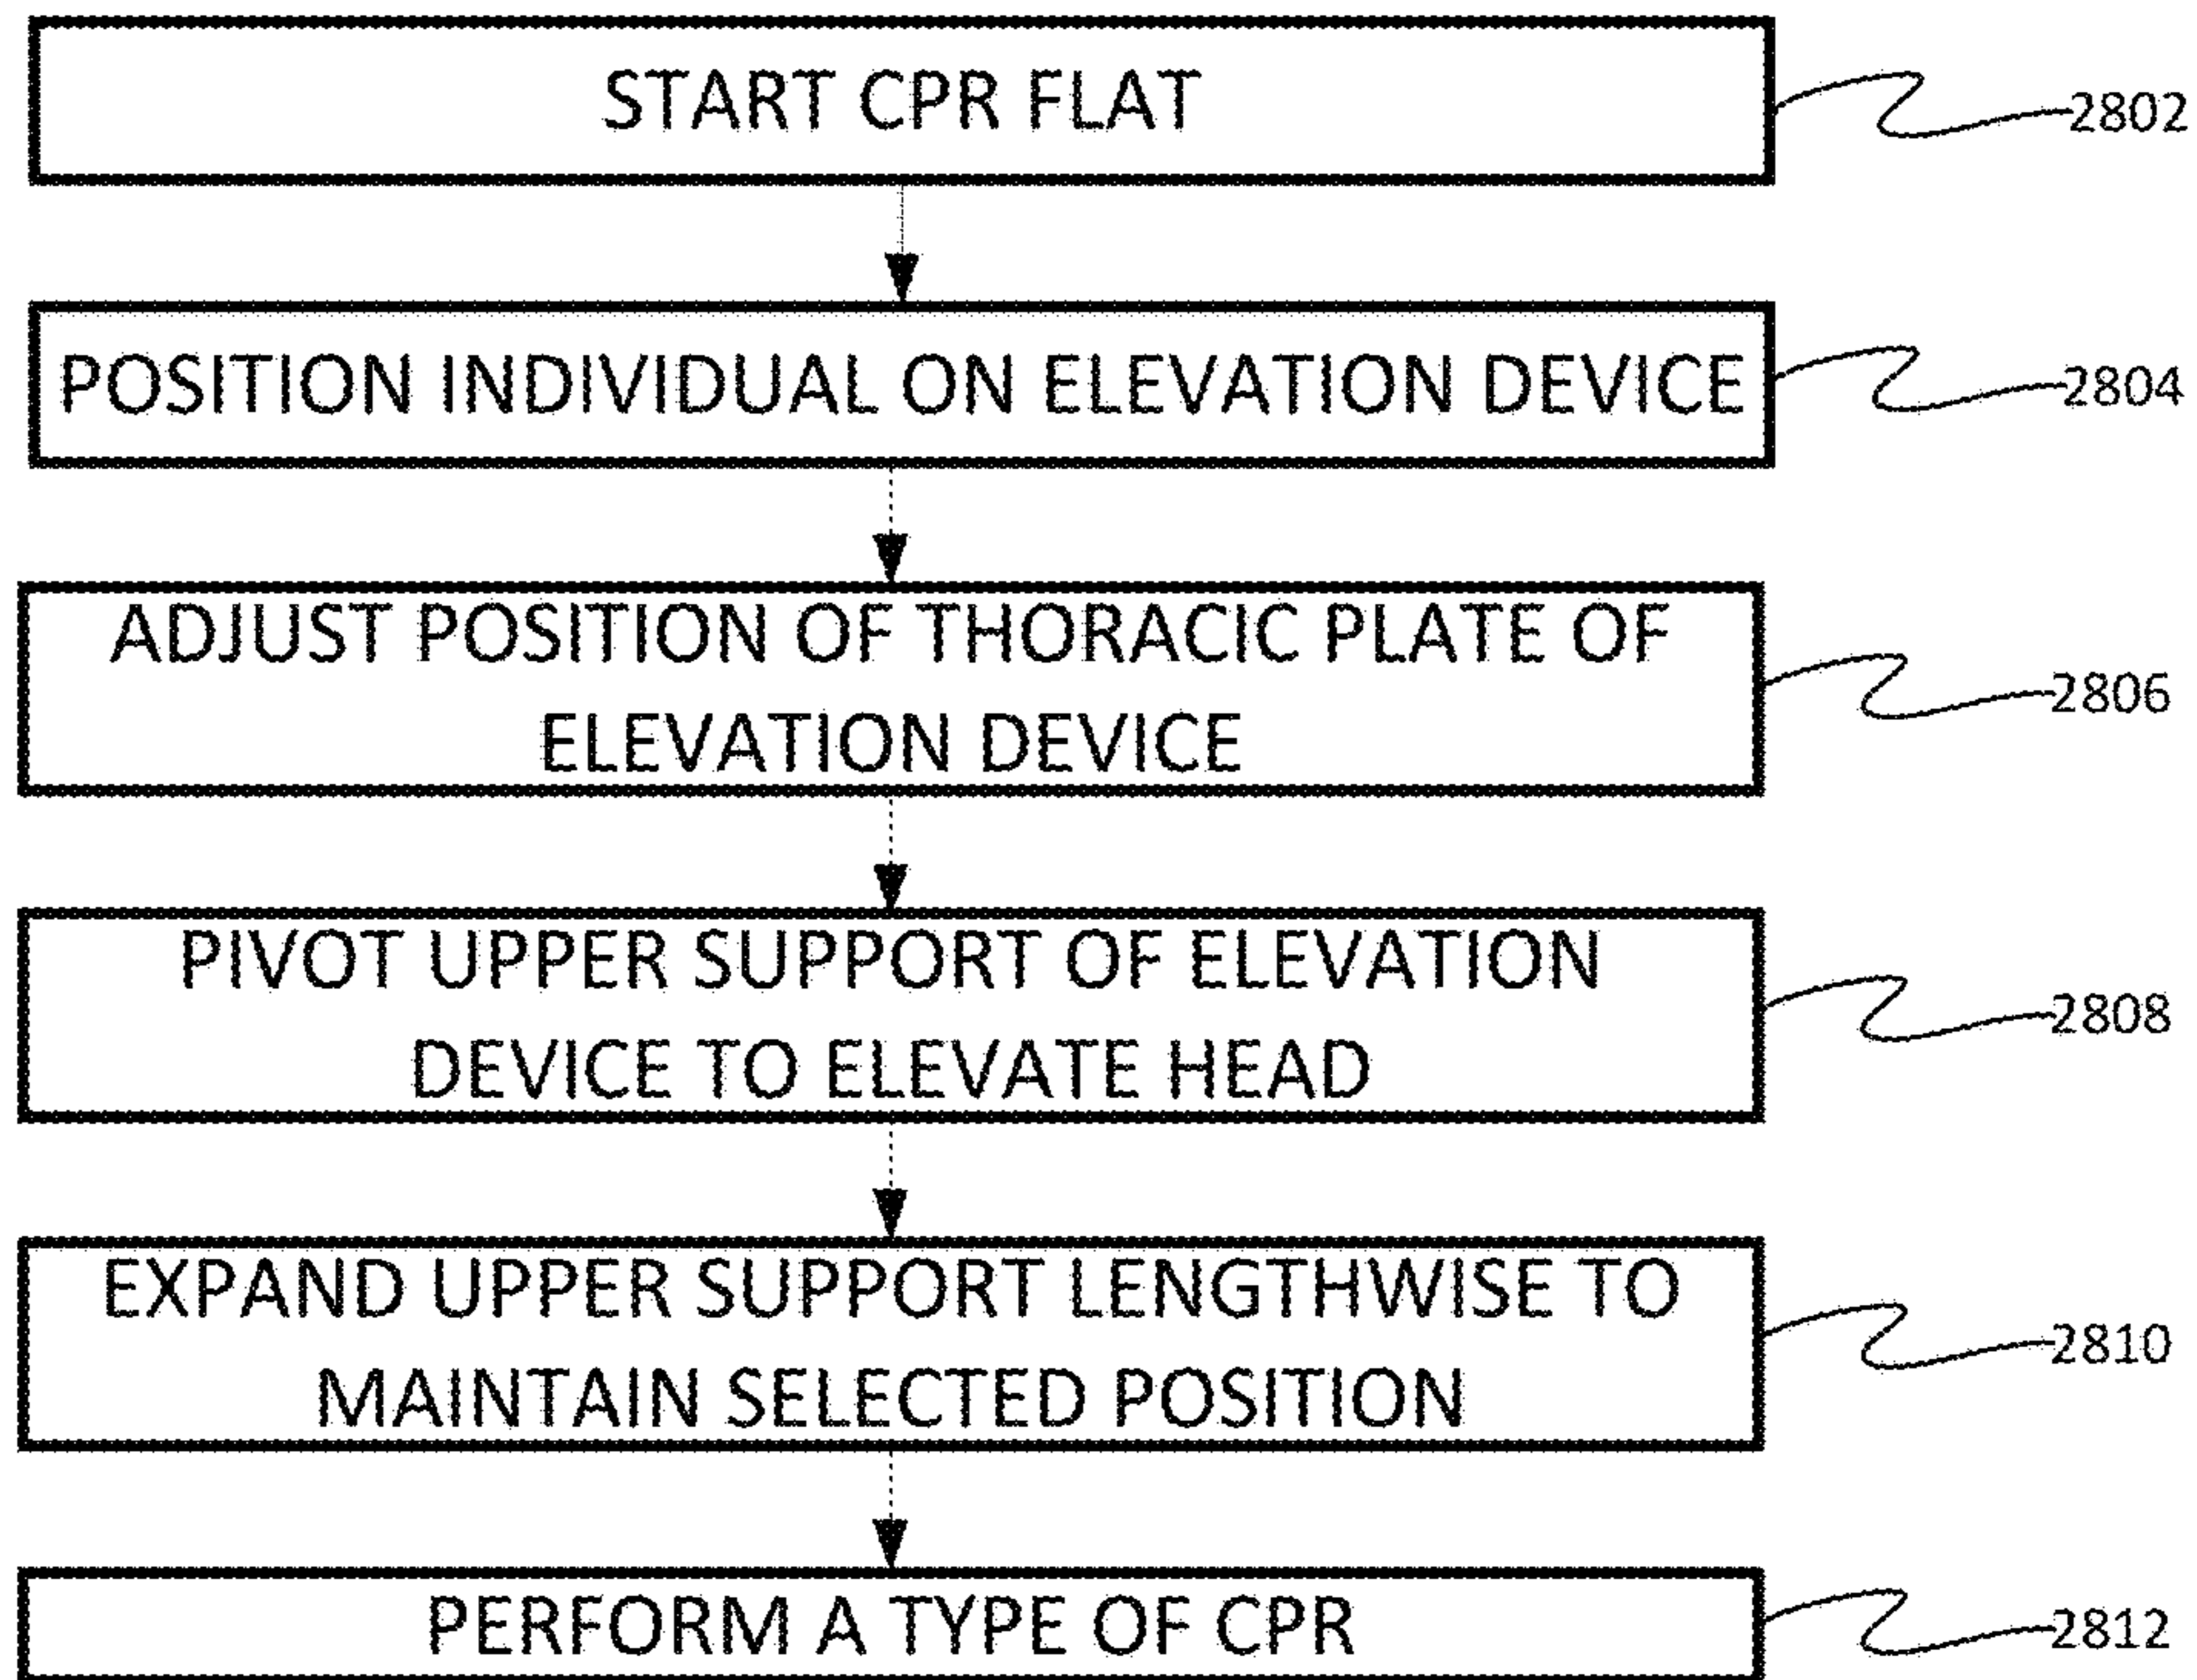 START CPR FLAT
2802
POSITION INDIVIDUAL ON ELEVATION DEVICE
2804
ADJUST POSITION OF THORACIC PLATE OF
ELEVATION DEVICE
2806
PIVOT UPPER SUPPORT OF ELEVATION
DEVICE TO ELEVATE HEAD
2808
EXPAND UPPER SUPPORT LENGTHWISE TO
MAINTAIN SELECTED POSITION
2810
PERFORM A TYPE OF CPR
2812